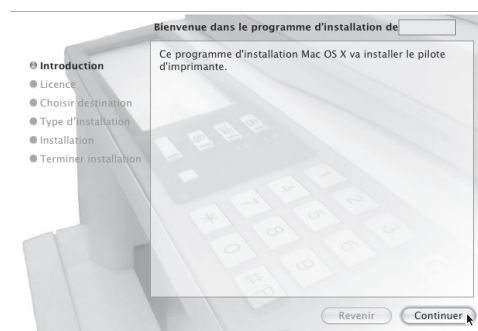 Bienvenue dans le programme d'installation de
Introduction
Licence
Choisir destination
Type d'installation
Installation
Terminer installation
Ce programme d'installation Mac OS X va installer le pilote
d'imprimante.
Revenir
Continuer